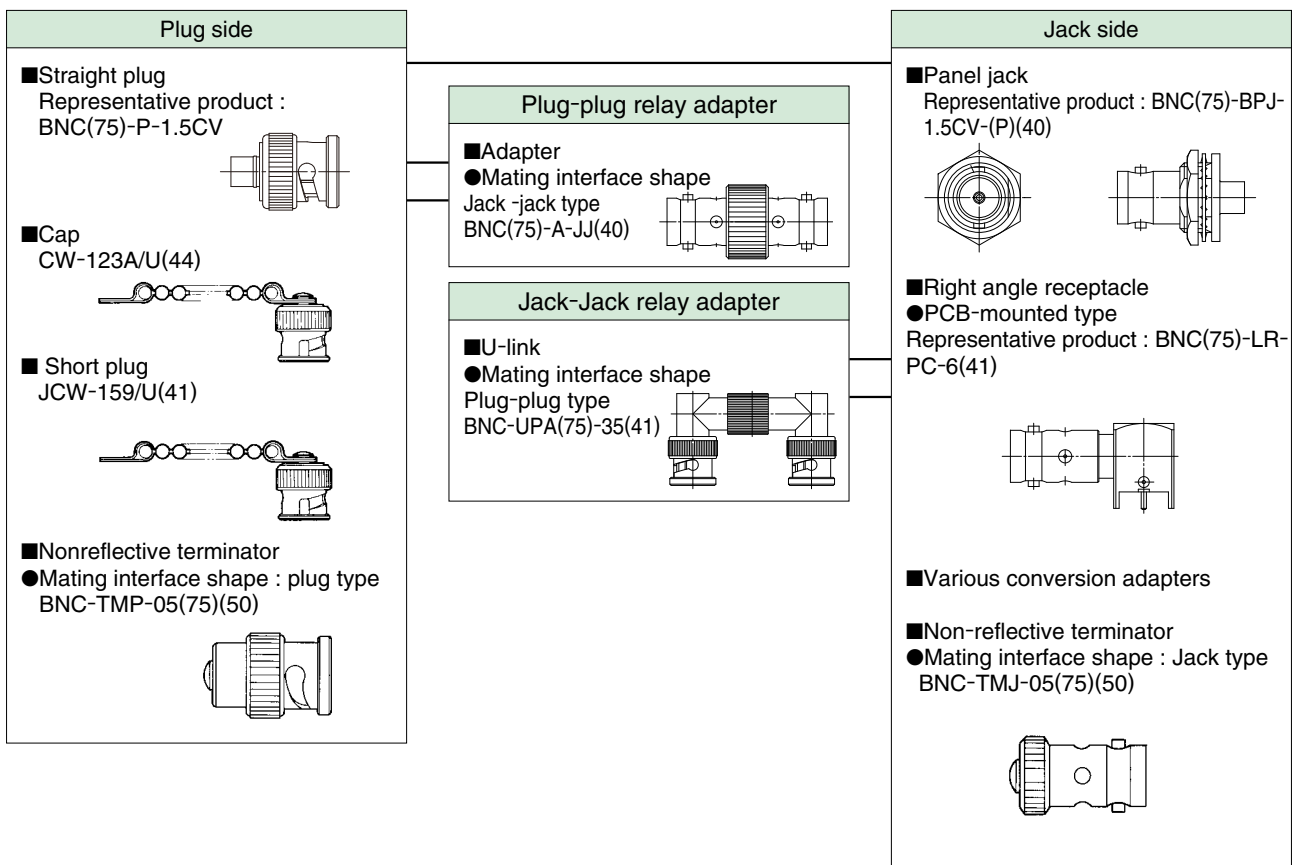 Plug side
■Straight plug
Representative product :
BNC(75)-P-1.5CV
■Cap
CW-123A/U(44)
■ Short plug
JCW-159/U(41)
■Nonreflective terminator
●Mating interface shape : plug type
BNC-TMP-05(75)(50)
Plug-plug relay adapter
■Adapter
●Mating interface shape
Jack -jack type
BNC(75)-A-JJ(40)
Jack-Jack relay adapter
■U-link
●Mating interface shape
Plug-plug type
BNC-UPA(75)-35(41)
Jack side
■Panel jack
Representative product : BNC(75)-BPJ-
1.5CV-(P)(40)
■Right angle receptacle
●PCB-mounted type
Representative product : BNC(75)-LR-
PC-6(41)
■Various conversion adapters
■Non-reflective terminator
●Mating interface shape : Jack type
BNC-TMJ-05(75)(50)